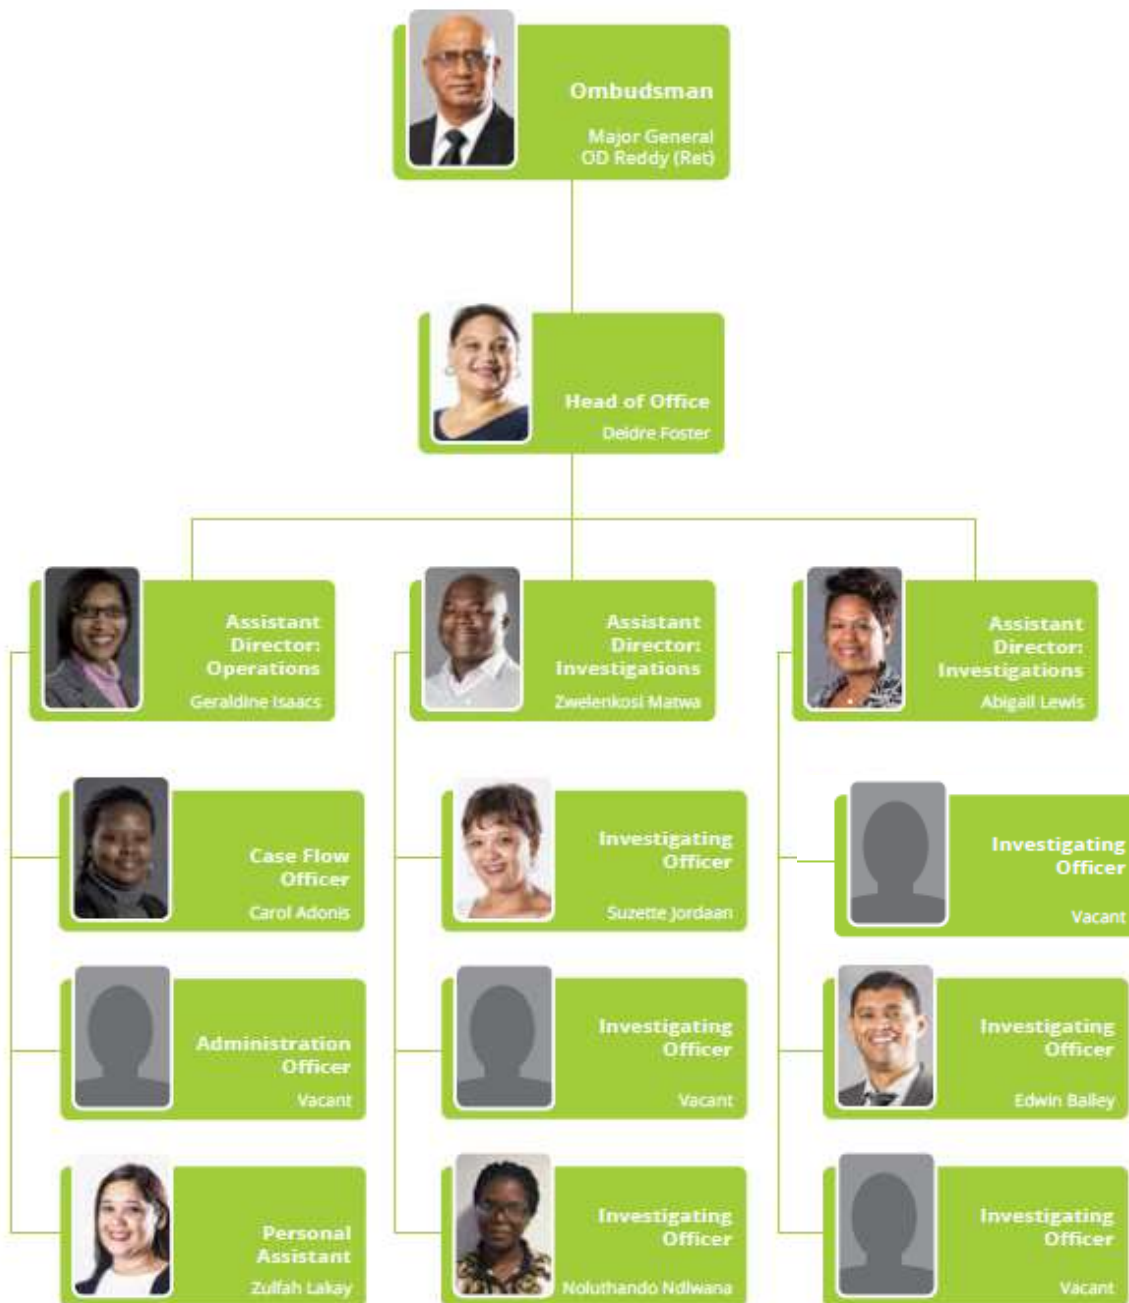 Ombudsman
Major General
OD Reddy (Ret)
Head of Office
Deidre Foster
Assistant
Director:
Operations
Geraldine Isaacs
Assistant
Director:
Investigations
Zwelenkosi Matwa
Assistant
Director:
Investigations
Abigail Lewis
Case Flow
Officer
Carol Adonis
Investigating
Officer
Suzette Jordaan
Investigating
Officer
Vacant
Administration
Officer
Vacant
Investigating
Officer
Vacant
Investigating
Officer
Edwin Bailey
Personal
Assistant
Zulfah Lakay
Investigating
Officer
Noluthando Ndlwana
Investigating
Officer
Vacant